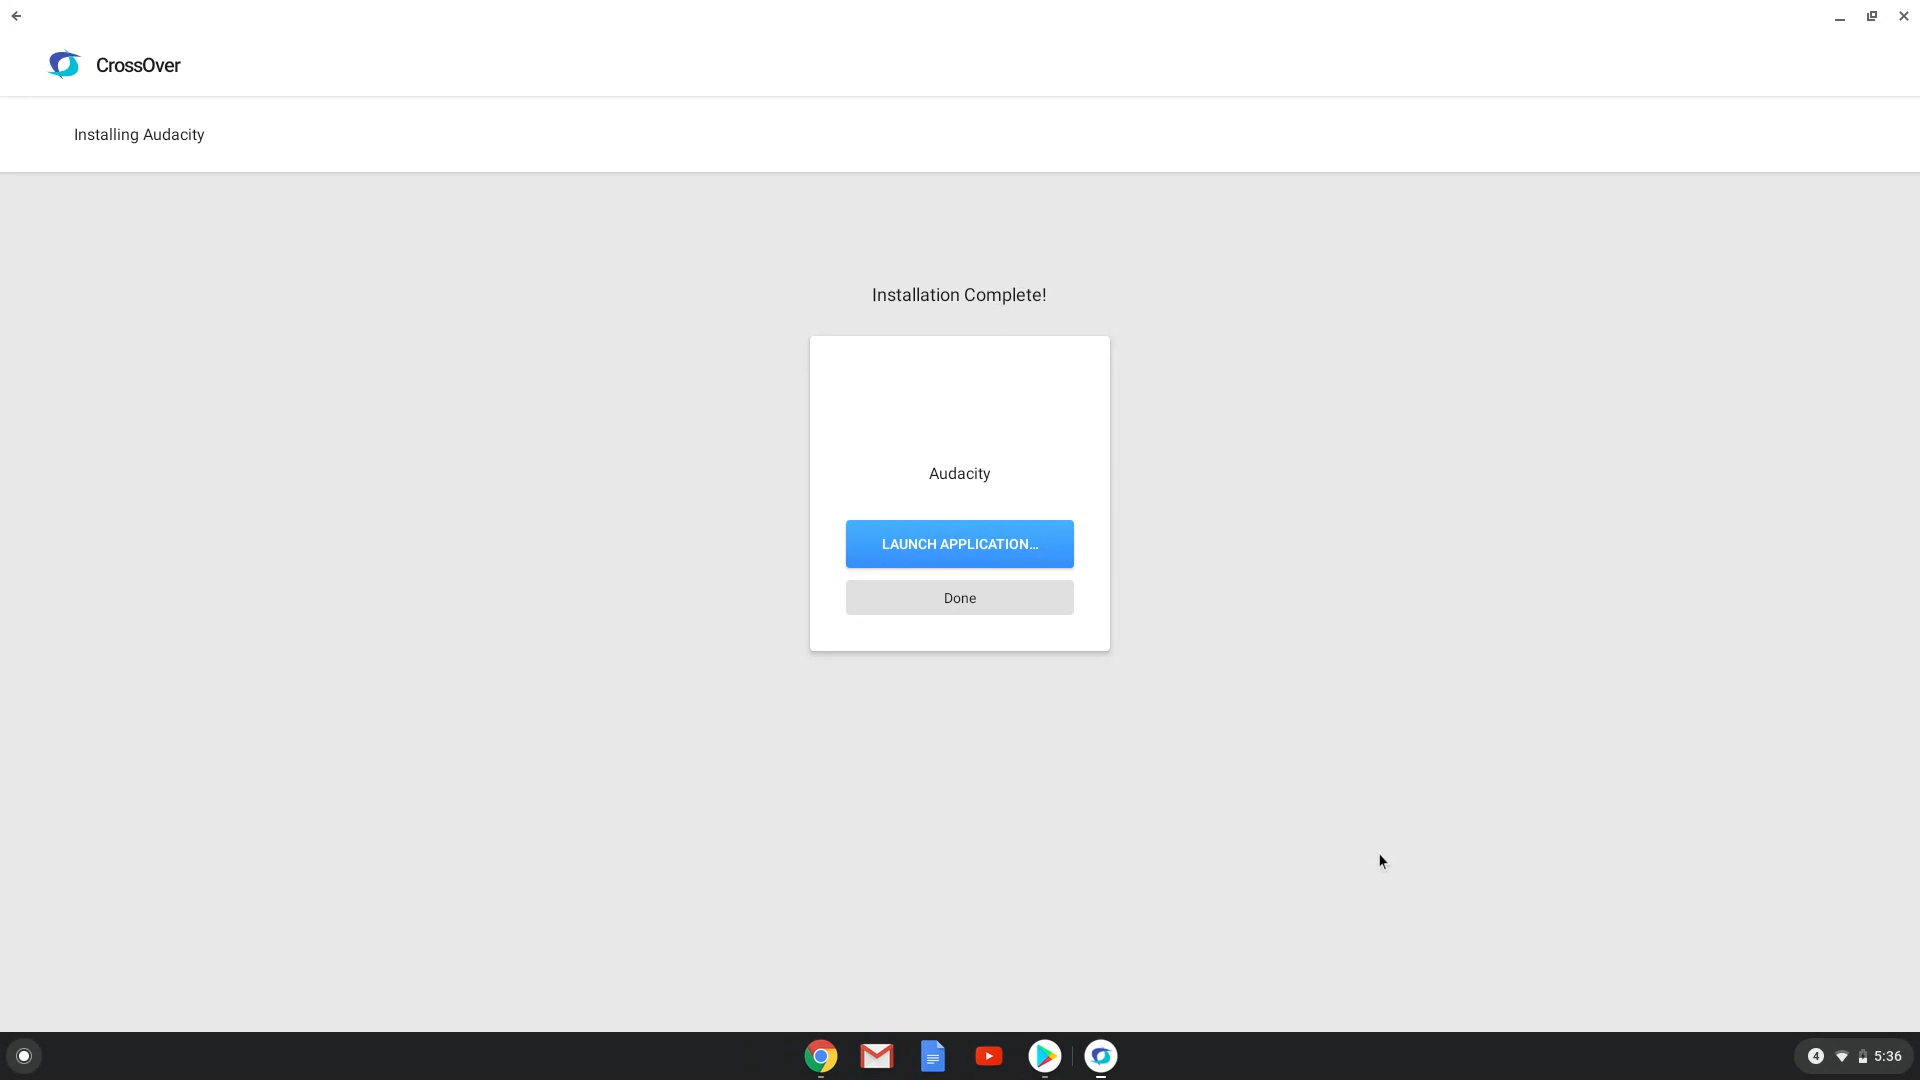 CrossOver
Installing Audacity
Installation Complete!
Audacity
LAUNCH APPLICATION...
Done
4 5:36